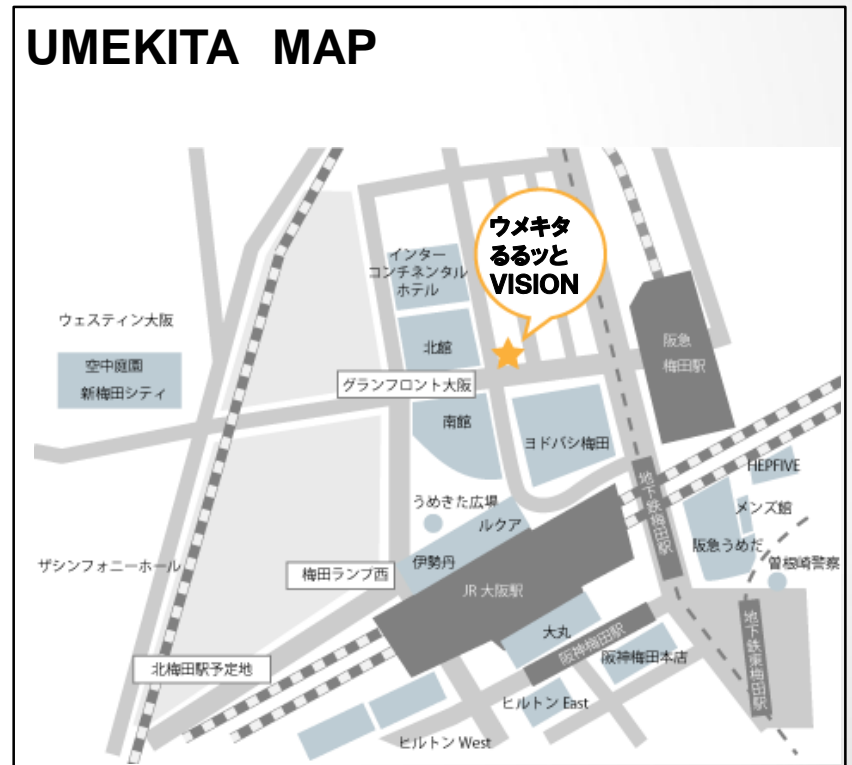 UMEKITA MAP
ウメキタ
るるッと
VISION
インター
コンチネンタル
ホテル
ウェスティン大阪
空中庭園
新梅田シティ
北館
阪急
梅田駅
グランフロント大阪
南館
ヨドバシ梅田
HEPFIVE
地下鉄梅田駅
メンズ館
うめきた広場
ルクア
阪急うめだ
伊勢丹
曽根崎警察
ザシンフォニーホール
梅田ランプ西
JR 大阪駅
大丸
阪神梅田駅
阪神梅田本店
地下鉄東梅田駅
北梅田駅予定地
ヒルトン East
ヒルトン West